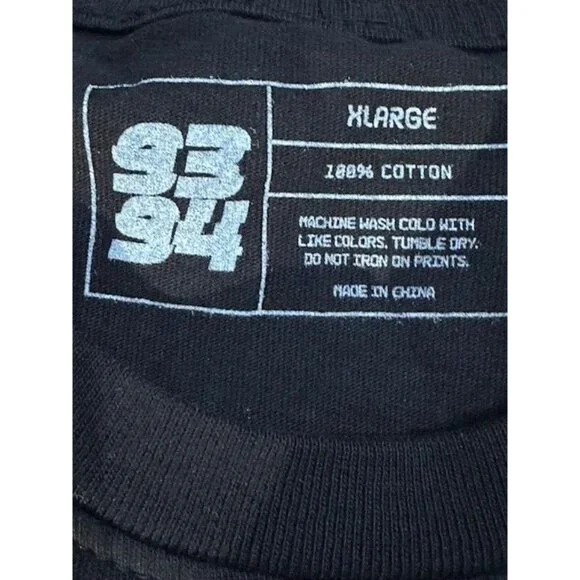 93
94
XLARGE
100% COTTON
MACHINE WASH COLD WITH
LIKE COLORS. TUMBLE DRY.
DO NOT IRON ON PRINTS.
MADE IN CHINA